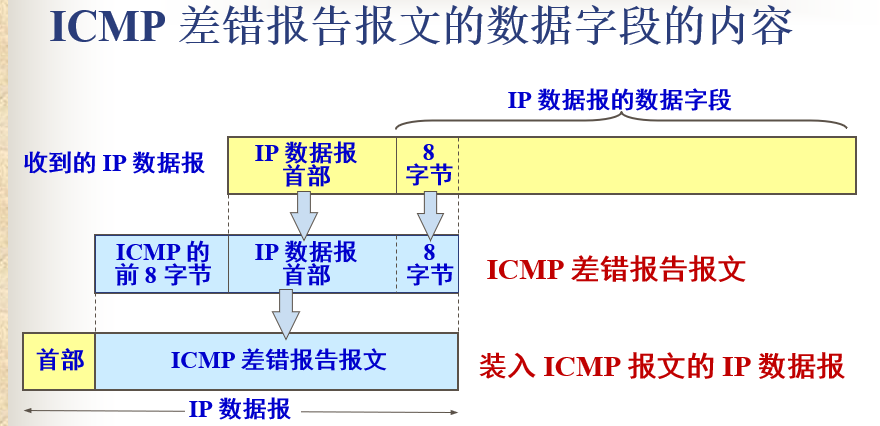 ICMP 差错报告报文的数据字段的内容
IP 数据报的数据字段
收到的 IP 数据报
IP 数据报
首部
8
字节
ICMP 的
前 8 字节
IP 数据报
首部
8
字节
ICMP 差错报告报文
首部
ICMP 差错报告报文
装入 ICMP 报文的 IP 数据报
IP 数据报